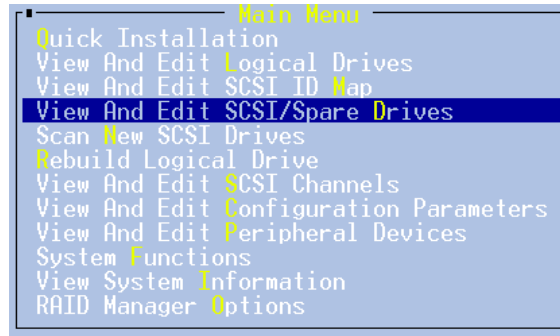 Main Menu
Quick Installation
View And Edit Logical Drives
View And Edit SCSI ID Map
View And Edit SCSI/Spare Drives
Scan New SCSI Drives
Rebuild Logical Drive
View And Edit SCSI Channels
View And Edit Configuration Parameters
View And Edit Peripheral Devices
System Functions
View System Information
RAID Manager Options